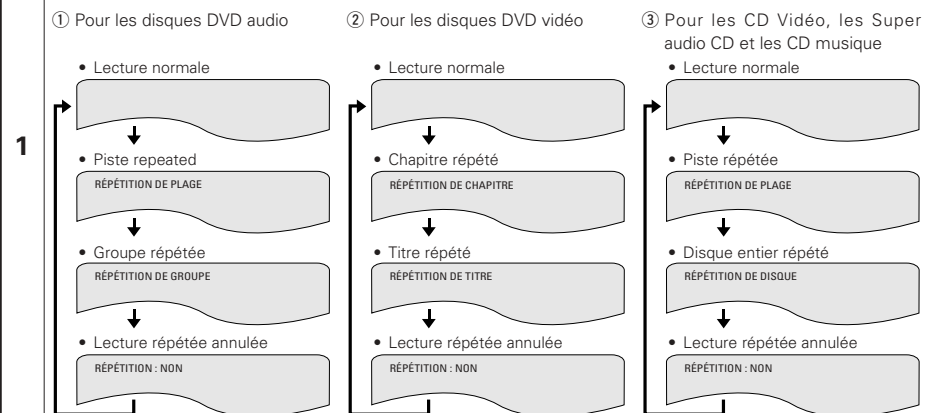 1
① Pour les disques DVD audio
• Lecture normale
• Piste repeated
RÉPÉTITION DE PLAGE
• Groupe répétée
RÉPÉTITION DE GROUPE
• Lecture répétée annulée
RÉPÉTITION : NON
② Pour les disques DVD vidéo
• Lecture normale
• Chapitre répété
RÉPÉTITION DE CHAPITRE
• Titre répété
RÉPÉTITION DE TITRE
• Lecture répétée annulée
RÉPÉTITION : NON
③ Pour les CD Vidéo, les Super
audio CD et les CD musique
• Lecture normale
• Piste répétée
RÉPÉTITION DE PLAGE
• Disque entier répété
RÉPÉTITION DE DISQUE
• Lecture répétée annulée
RÉPÉTITION : NON